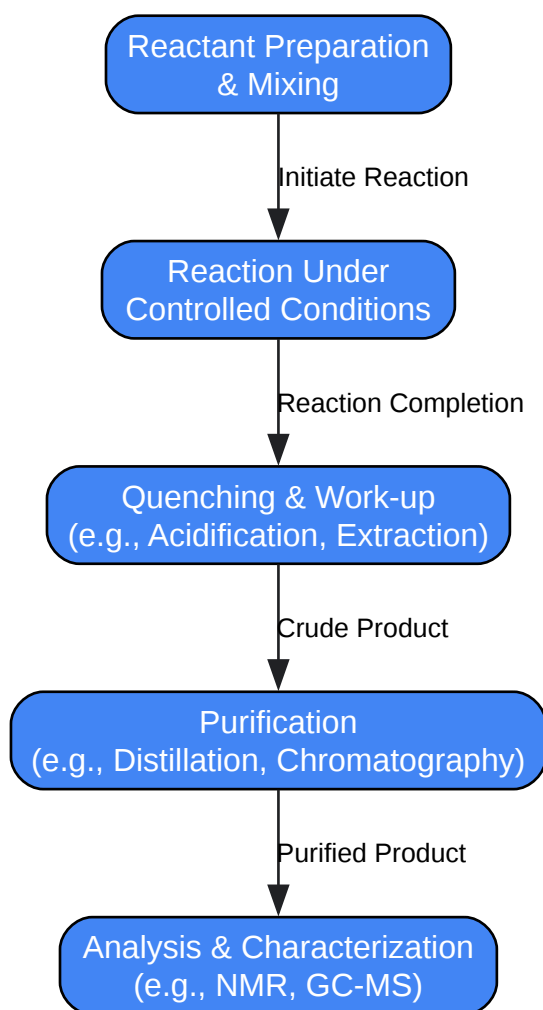 Reactant Preparation
& Mixing
Initiate Reaction
Reaction Under
Controlled Conditions
Reaction Completion
Quenching & Work-up
(e.g., Acidification, Extraction)
Crude Product
Purification
(e.g., Distillation, Chromatography)
Purified Product
Analysis & Characterization
(e.g., NMR, GC-MS)